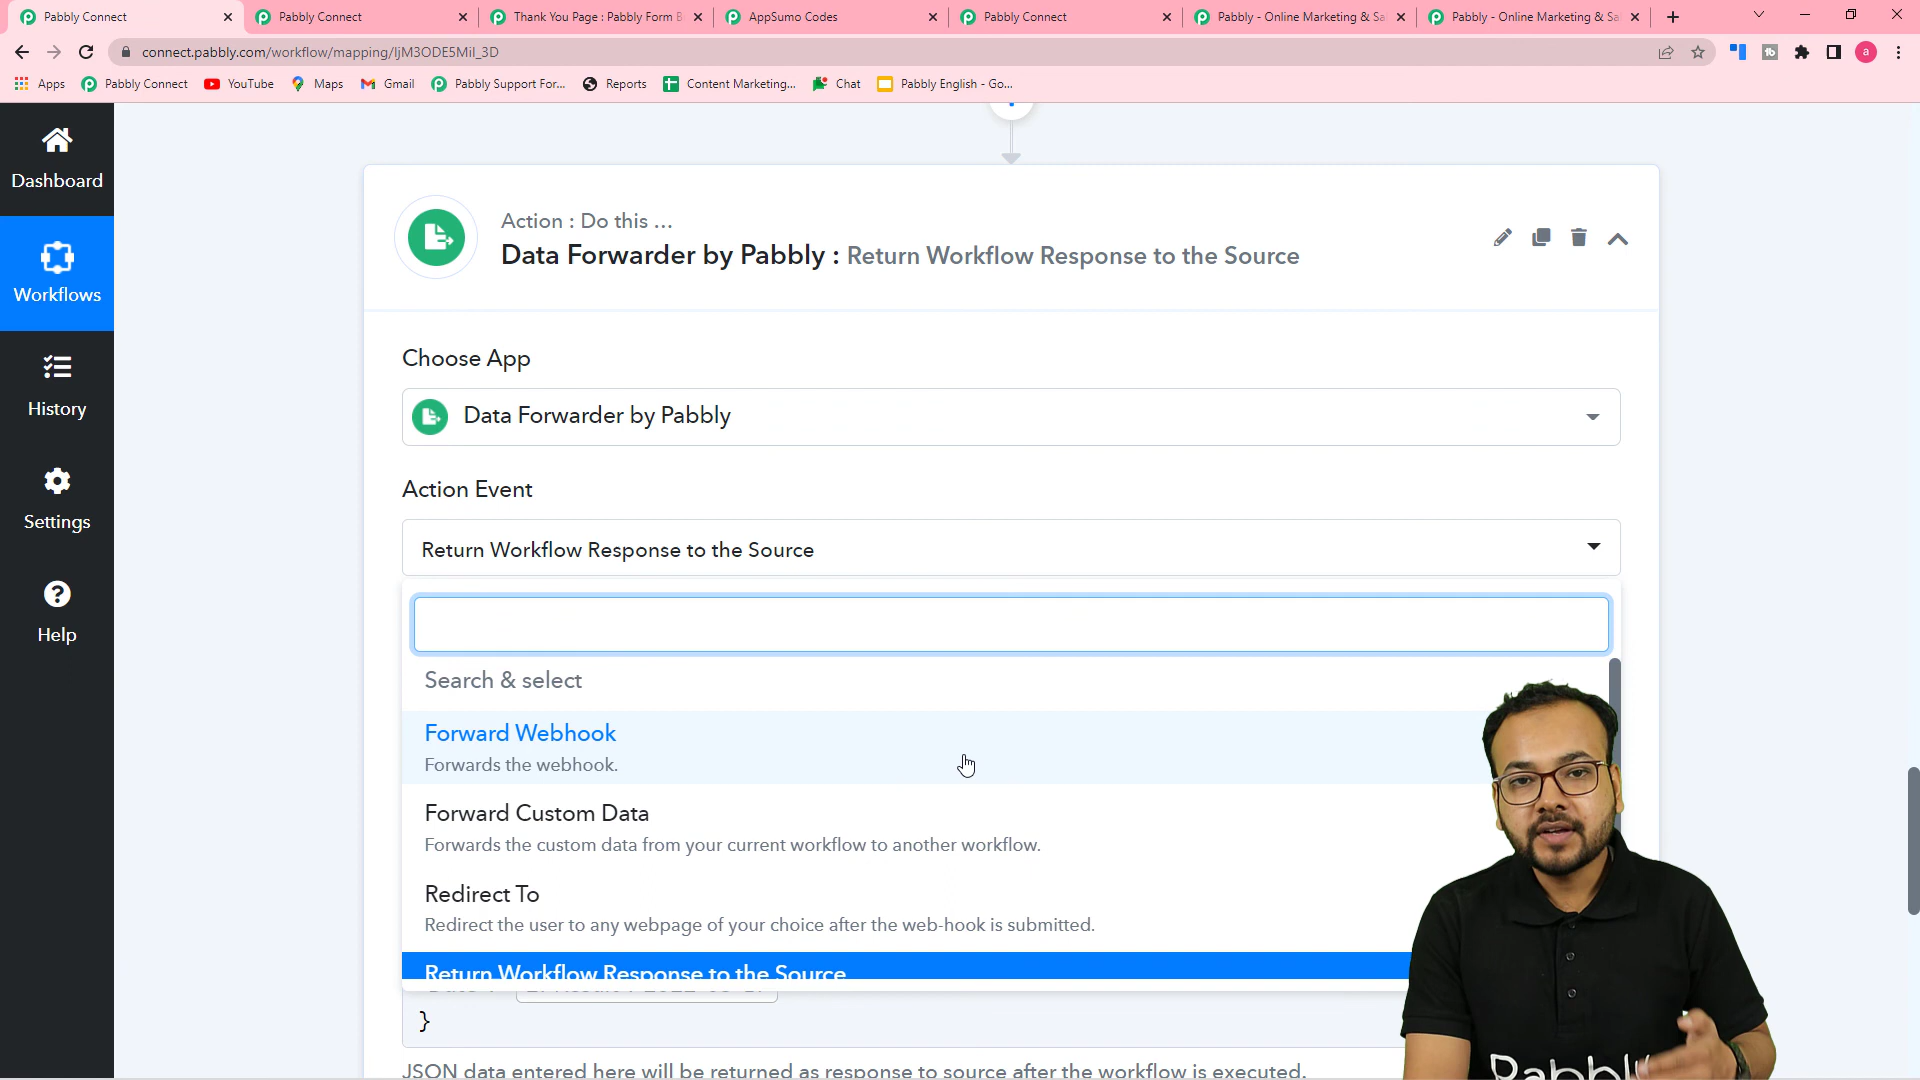 Pabbly Connect
Pabbly Connect
Thank You Page : Pabbly Form B
AppSumo Codes
Pabbly Connect
Pabbly - Online Marketing & Sa
Pabbly - Online Marketing & Sa
connect.pabbly.com/workflow/mapping/IjM3ODE5MiI_3D
a
Apps
Pabbly Connect
YouTube
Maps
Gmail
Pabbly Support For...
Reports
Content Marketing...
Chat
Pabbly English - Go...
Dashboard
Workflows
History
Settings
Help
Action : Do this ...
Data Forwarder by Pabbly : Return Workflow Response to the Source
Choose App
Data Forwarder by Pabbly
Action Event
Return Workflow Response to the Source
Search & select
Forward Webhook
Forwards the webhook.
Forward Custom Data
Forwards the custom data from your current workflow to another workflow.
Redirect To
Redirect the user to any webpage of your choice after the web-hook is submitted.
Return Workflow Response to the Source
}
JSON data entered here will be returned as response to source after the workflow is executed.
Pabbly